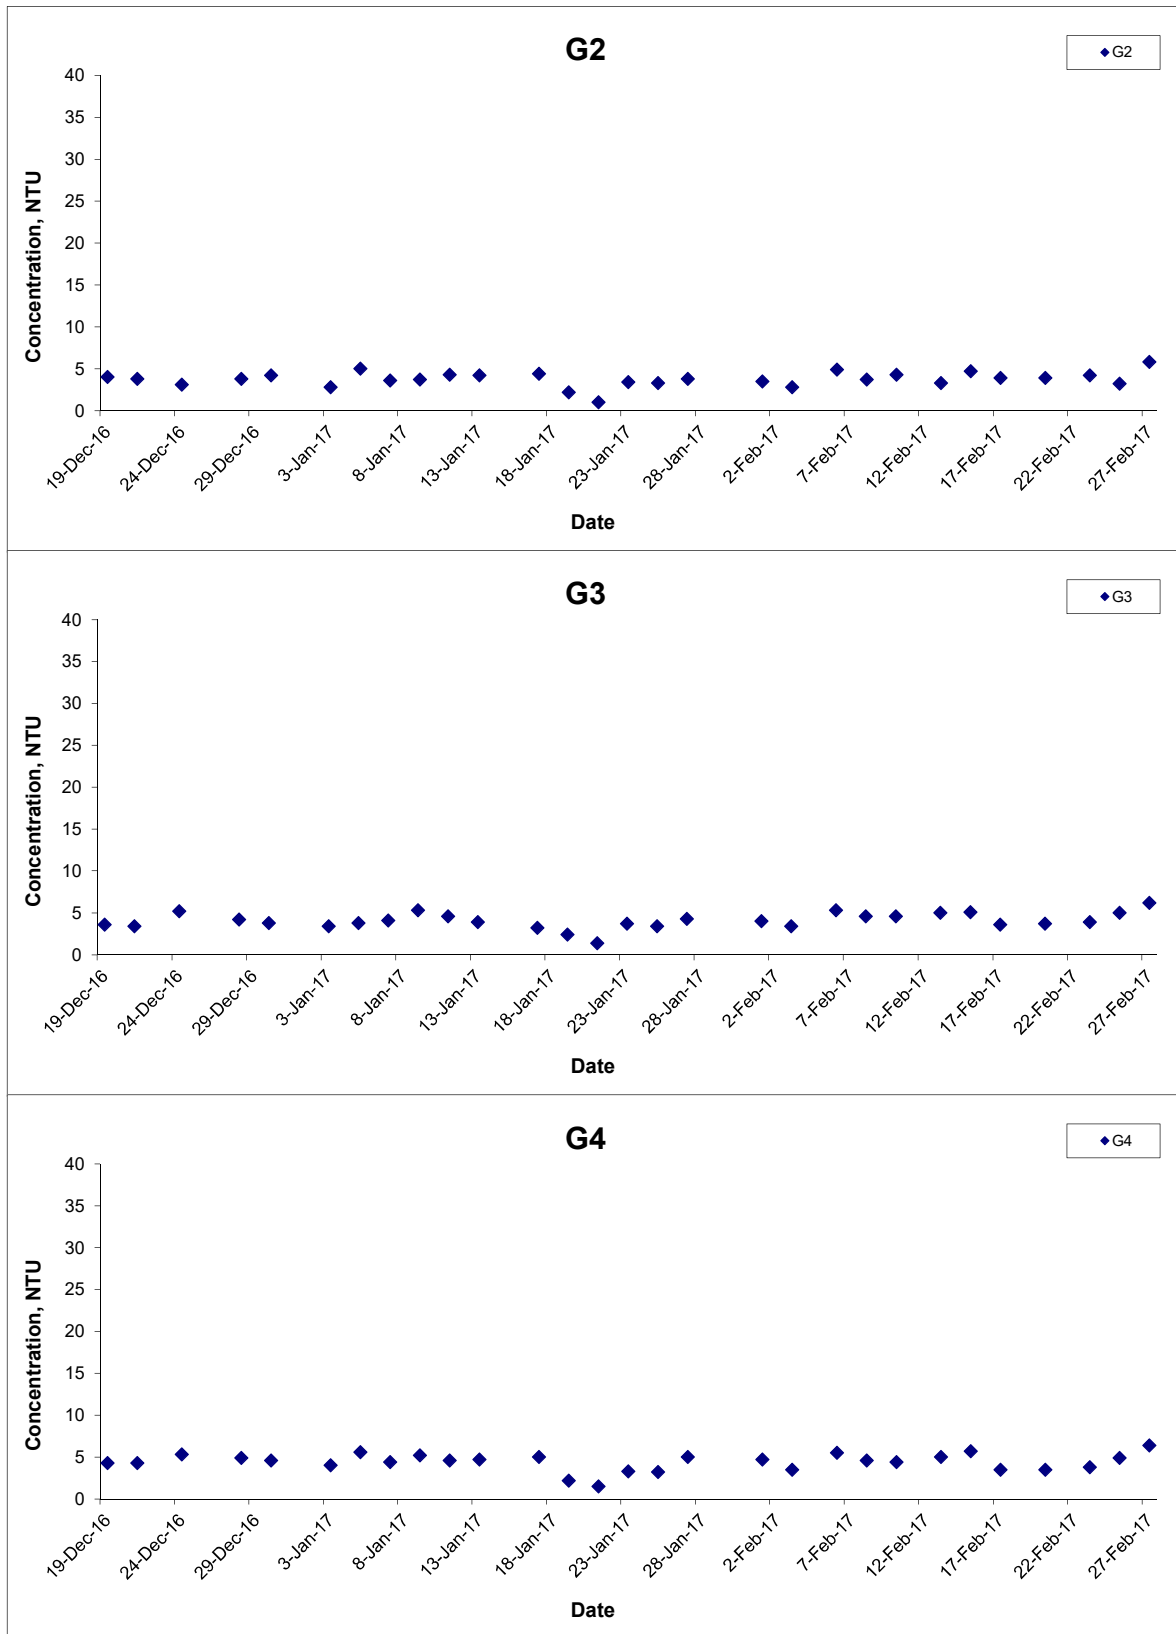 G2
G2
40
35
30
25
20
15
10
5
0
Concentration, NTU
19-Dec-16
24-Dec-16
29-Dec-16
3-Jan-17
8-Jan-17
13-Jan-17
18-Jan-17
23-Jan-17
28-Jan-17
2-Feb-17
7-Feb-17
12-Feb-17
17-Feb-17
22-Feb-17
27-Feb-17
Date
G3
G3
40
35
30
25
20
15
10
5
0
Concentration, NTU
19-Dec-16
24-Dec-16
29-Dec-16
3-Jan-17
8-Jan-17
13-Jan-17
18-Jan-17
23-Jan-17
28-Jan-17
2-Feb-17
7-Feb-17
12-Feb-17
17-Feb-17
22-Feb-17
27-Feb-17
Date
G4
G4
40
35
30
25
20
15
10
5
0
Concentration, NTU
19-Dec-16
24-Dec-16
29-Dec-16
3-Jan-17
8-Jan-17
13-Jan-17
18-Jan-17
23-Jan-17
28-Jan-17
2-Feb-17
7-Feb-17
12-Feb-17
17-Feb-17
22-Feb-17
27-Feb-17
Date